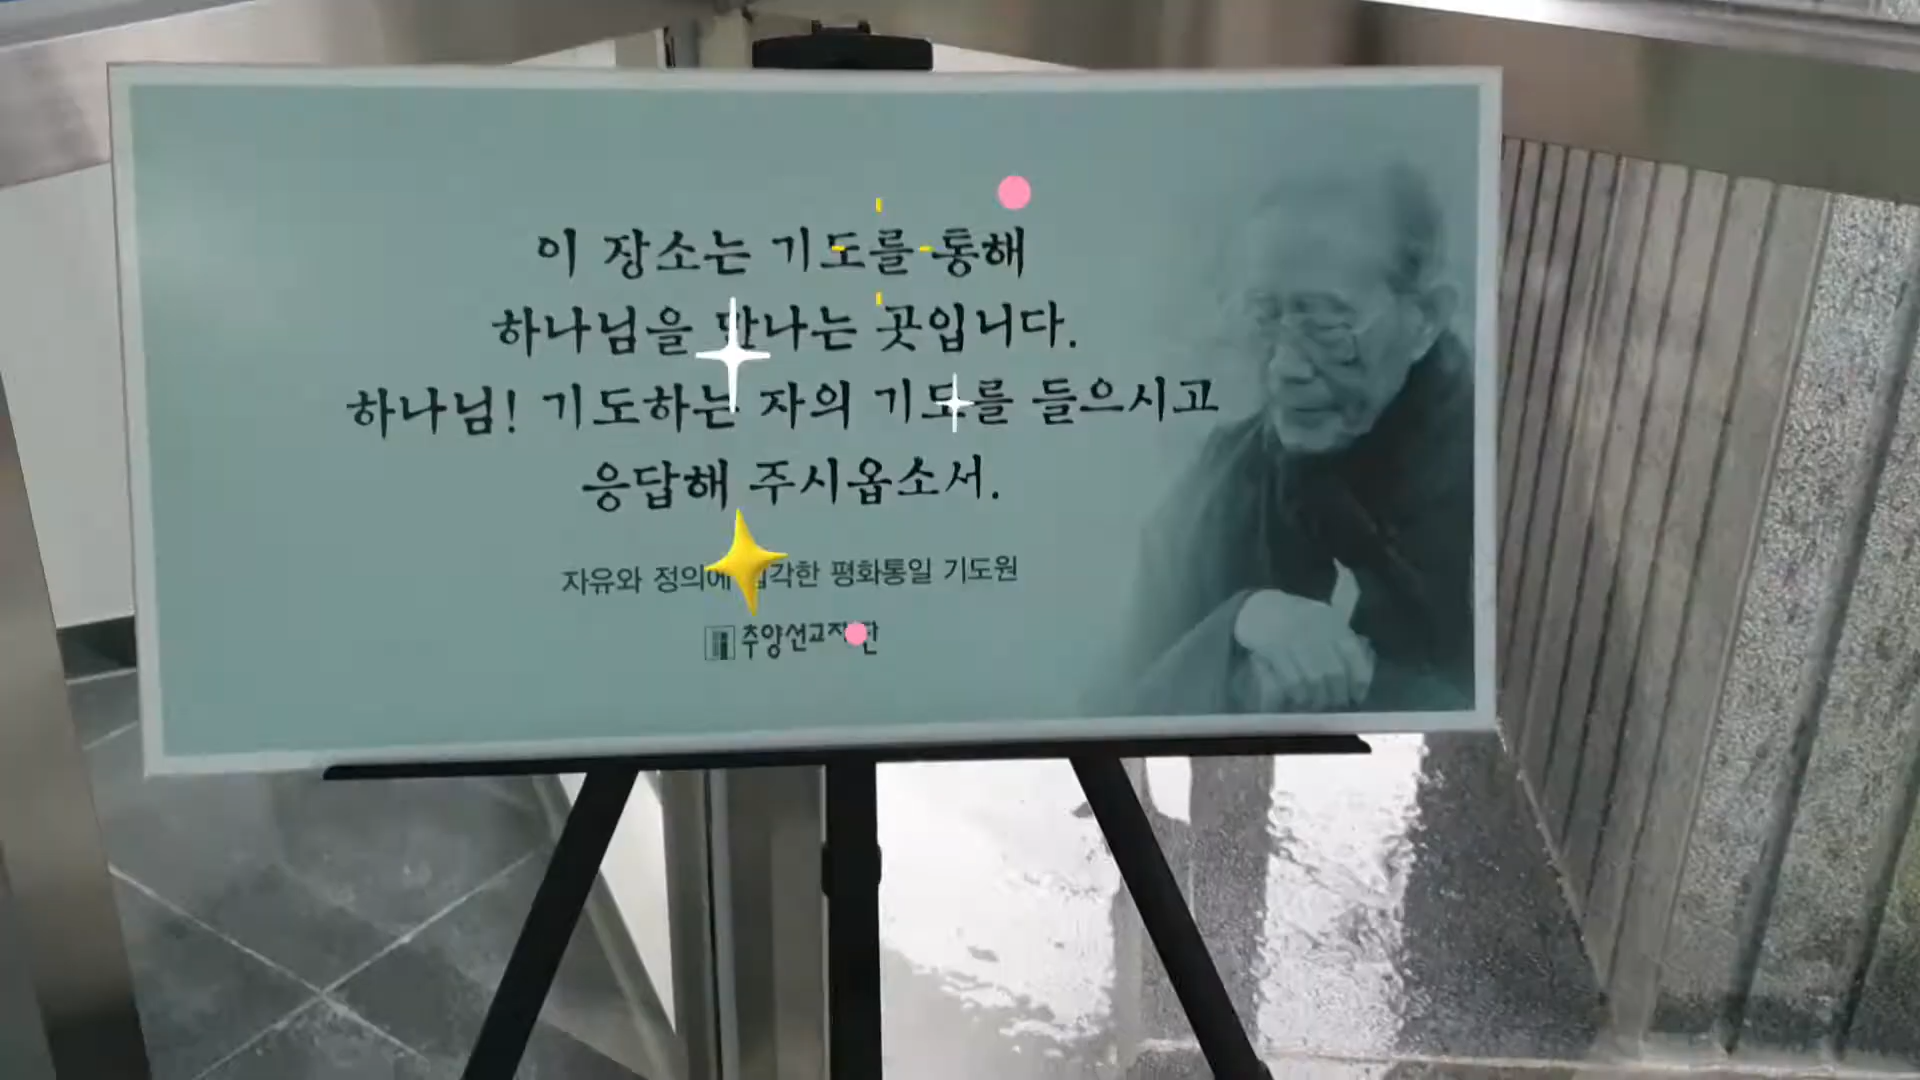 이 장소는 기도를 통해
하나님을 만나는 곳입니다.
하나님! 기도하는 자의 기도를 들으시고
응답해 주시옵소서.
자유와 정의에 입각한 평화통일 기도원
추양선교재단